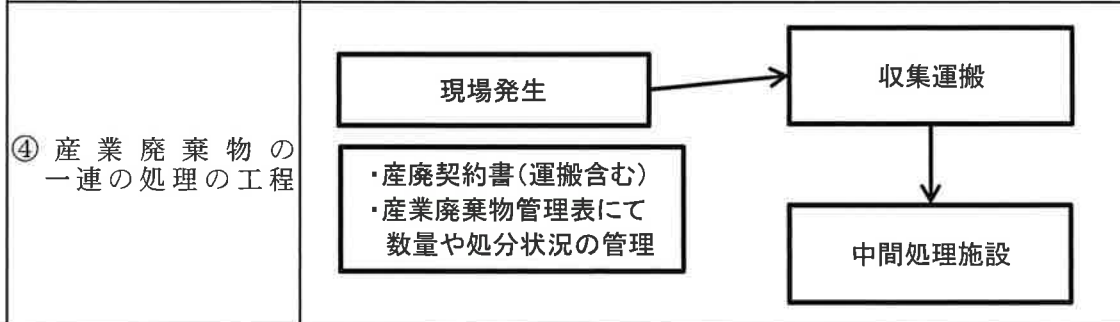 ④産業廃棄物の
一連の処理の工程
現場発生
収集運搬
・産廃契約書(運搬含む)
・産業廃棄物管理表にて
数量や処分状況の管理
中間処理施設